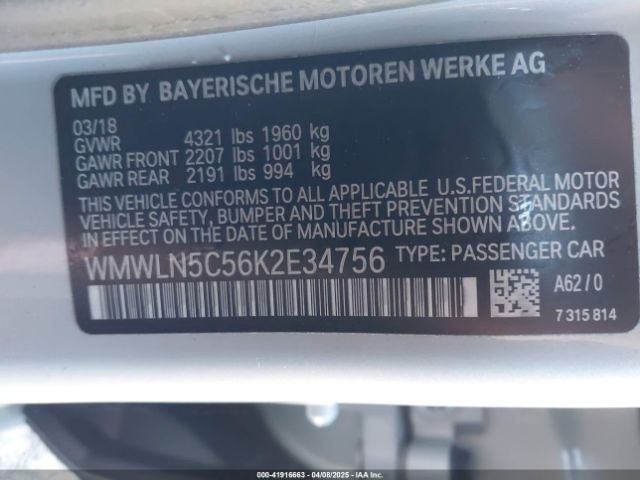 MFD BY BAYERISCHE MOTOREN WERKE AG
03/18
GVWR 4321 lbs 1960 kg
GAWR FRONT 2207 lbs 1001 kg
GAWR REAR 2191 lbs 994 kg
THIS VEHICLE CONFORMS TO ALL APPLICABLE U.S.FEDERAL MOTOR
VEHICLE SAFETY, BUMPER AND THEFT PREVENTION STANDARDS
IN EFFECT ON THE DATE OF MANUFACTURE SHOWN ABOVE.
WMWLN5C56K2E34756 TYPE: PASSENGER CAR
A62/0
7 315 814
000-41916663 04/08/2025 - IAAI.com